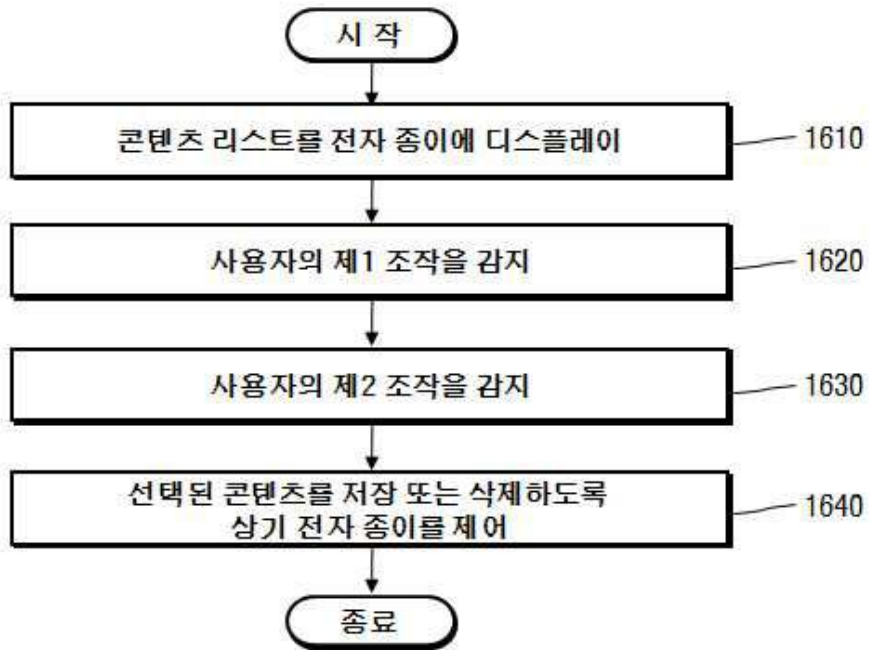 시 작
콘텐츠 리스트를 전자 종이에 디스플레이
1610
사용자의 제1 조작을 감지
1620
사용자의 제2 조작을 감지
1630
선택된 콘텐츠를 저장 또는 삭제하도록
상기 전자 종이를 제어
1640
종료